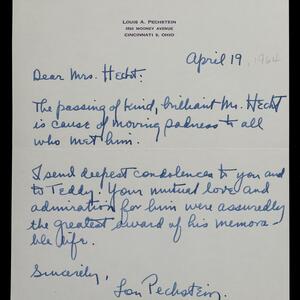 LOUIS A. PECHSTEIN
MOONEY AVENUE
CINCINNATI 8, OHIO
April 19, 1964
Dear Mrs. Hecht:
The passing of kind, brilliant Mr. Hecht
is cause of moving sadness to all
who met him.
I send deepest condolences to you and
to Teddy. Your mutual love and
admiration for him were assuredly
the greatest award of his memora-
ble life.
Sincerely,
Lou Pechstein